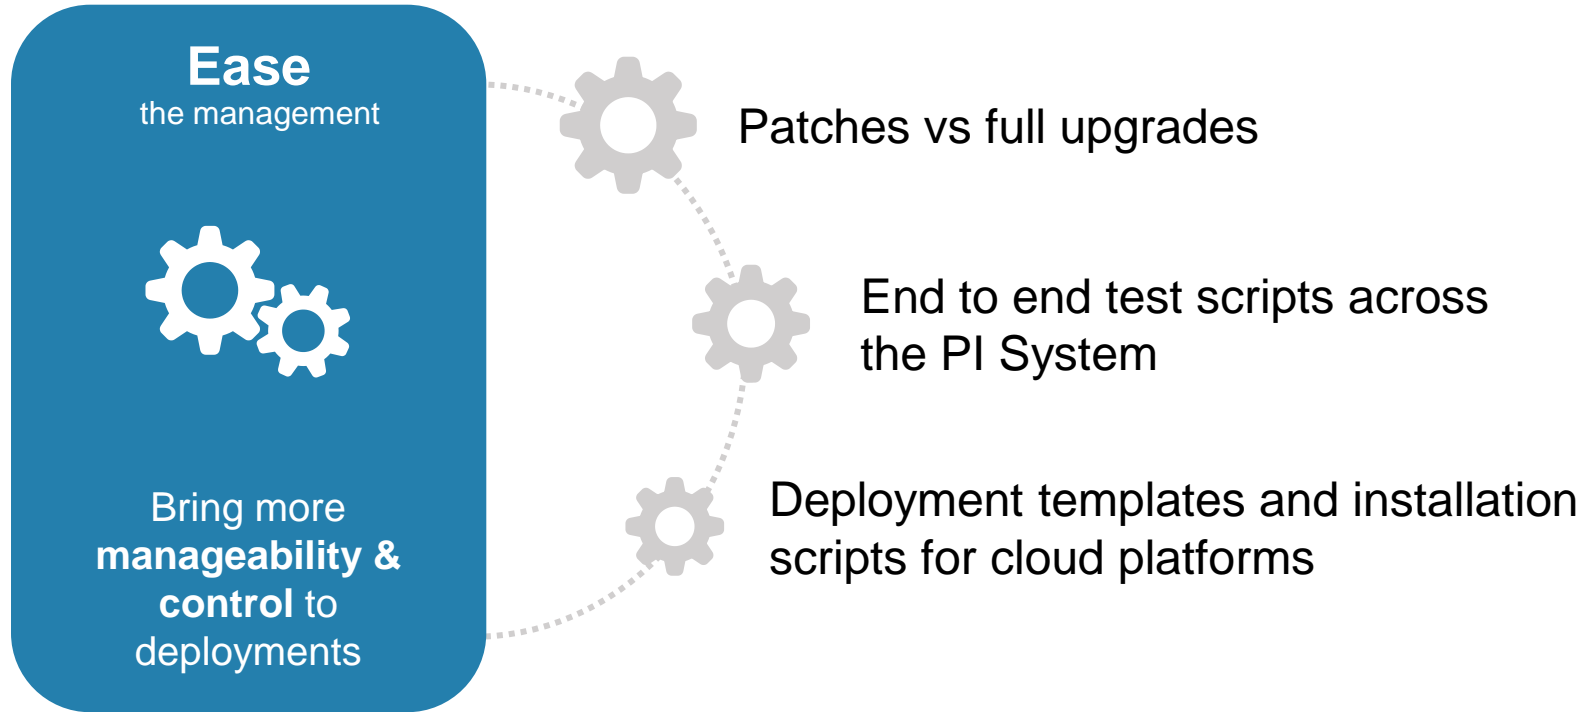 Ease
the management
Bring more
manageability &
control to
deployments
Patches vs full upgrades
End to end test scripts across
the PI System
Deployment templates and installation
scripts for cloud platforms